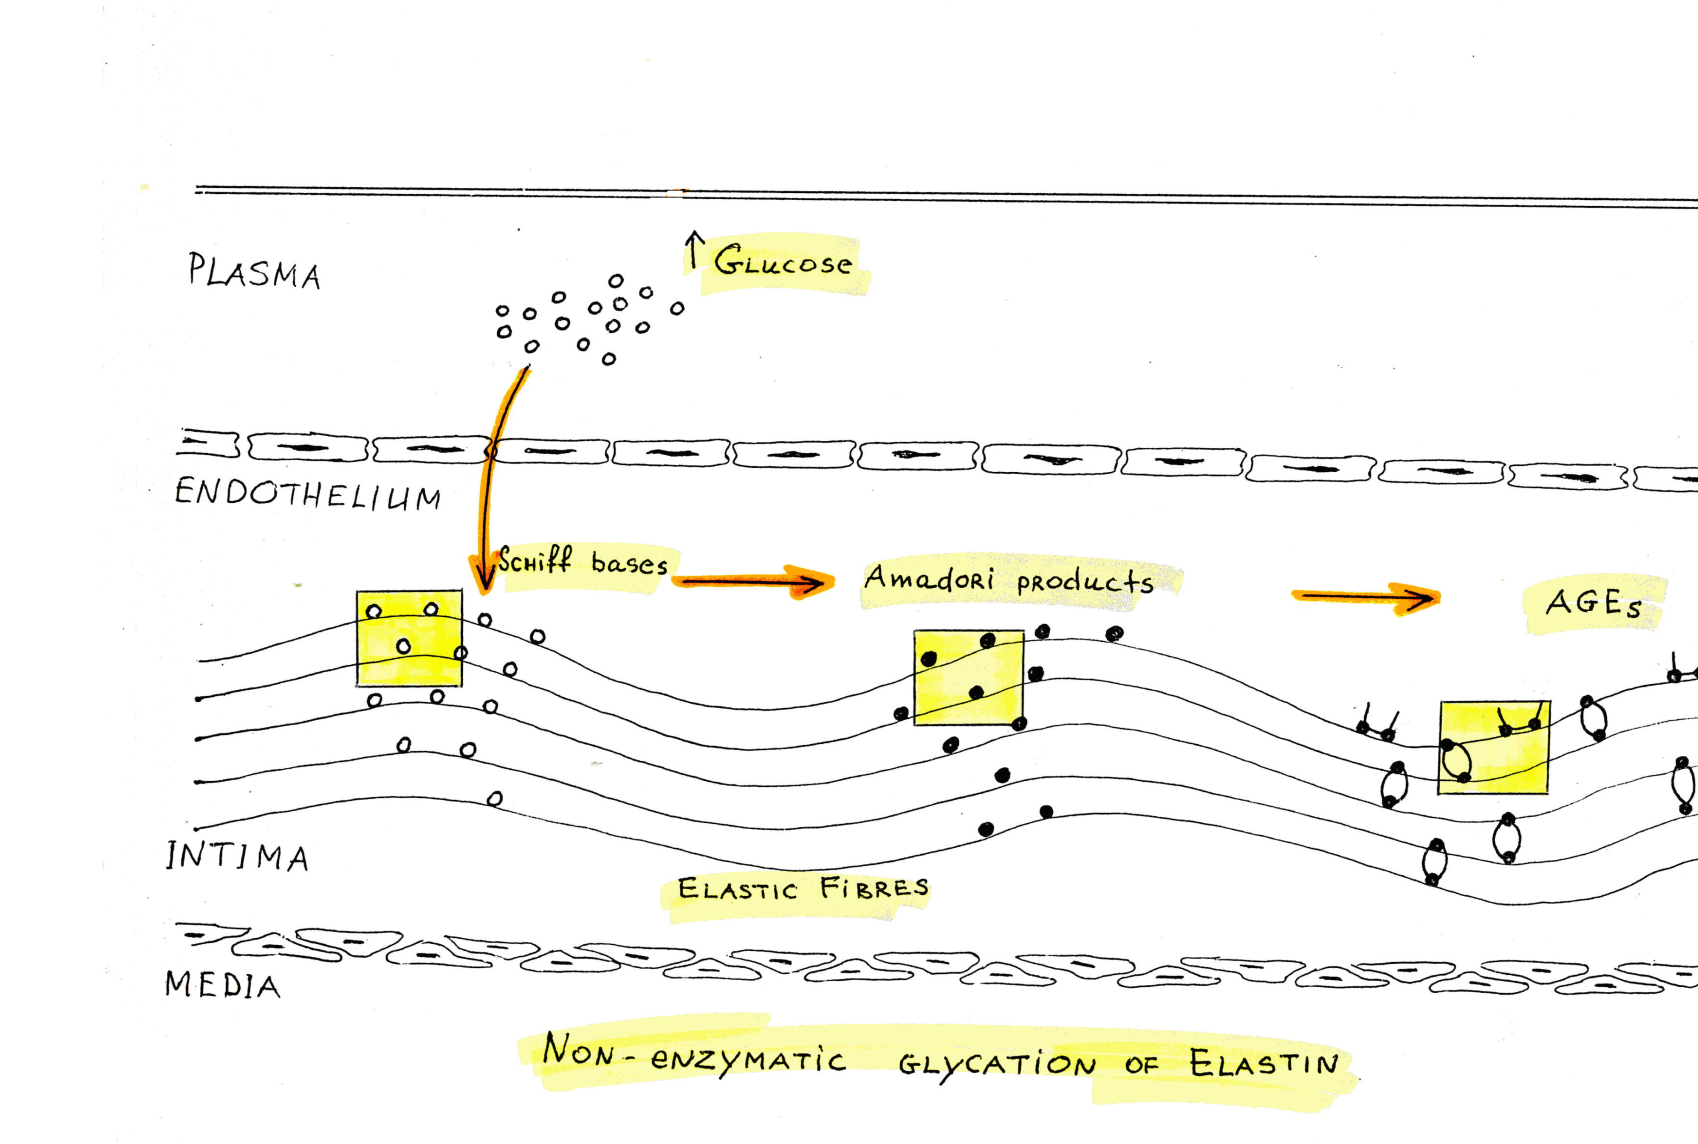 PLASMA
↑ GLUCOSE
ENDOTHELIUM
Schiff bases
Amadori products
AGEs
INTIMA
ELASTIC FIBRES
MEDIA
NON-ENZYMATIC GLYCATION OF ELASTIN